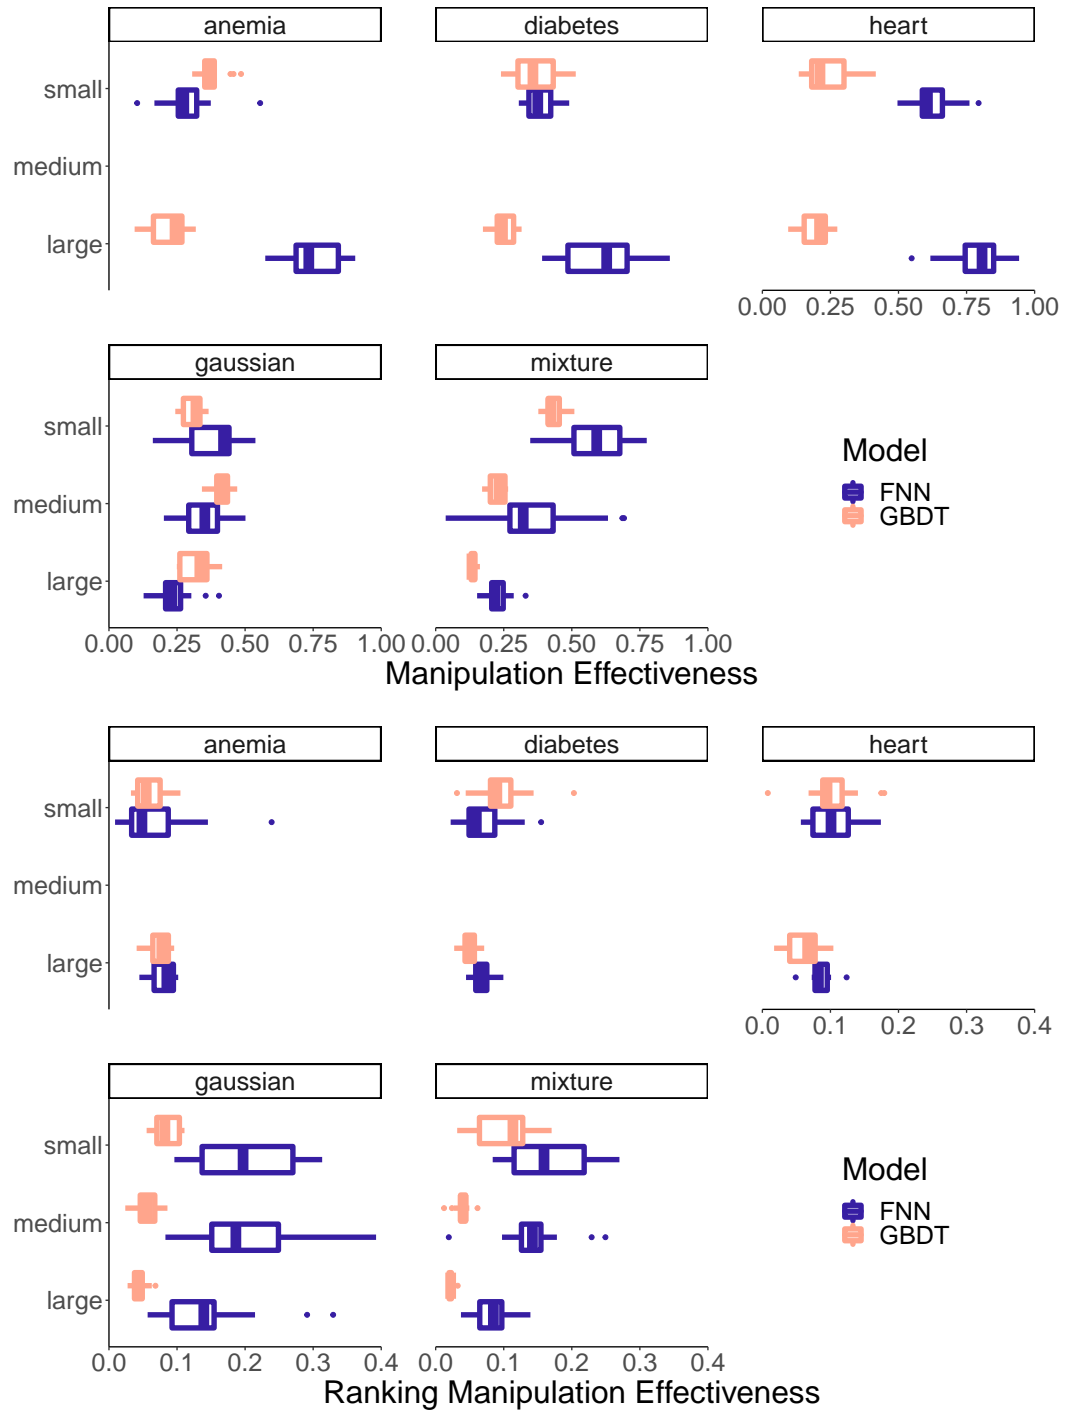 anemia diabetes heart
small
medium
large
0.00 0.25 0.50 0.75 1.00
gaussian mixture
small
medium
large
0.00 0.25 0.50 0.75 1.00 0.00 0.25 0.50 0.75 1.00
Manipulation Effectiveness
Model
FNN
GBDT
anemia diabetes heart
small
medium
large
0.0 0.1 0.2 0.3 0.4
gaussian mixture
small
medium
large
0.0 0.1 0.2 0.3 0.4 0.0 0.1 0.2 0.3 0.4
Ranking Manipulation Effectiveness
Model
FNN
GBDT